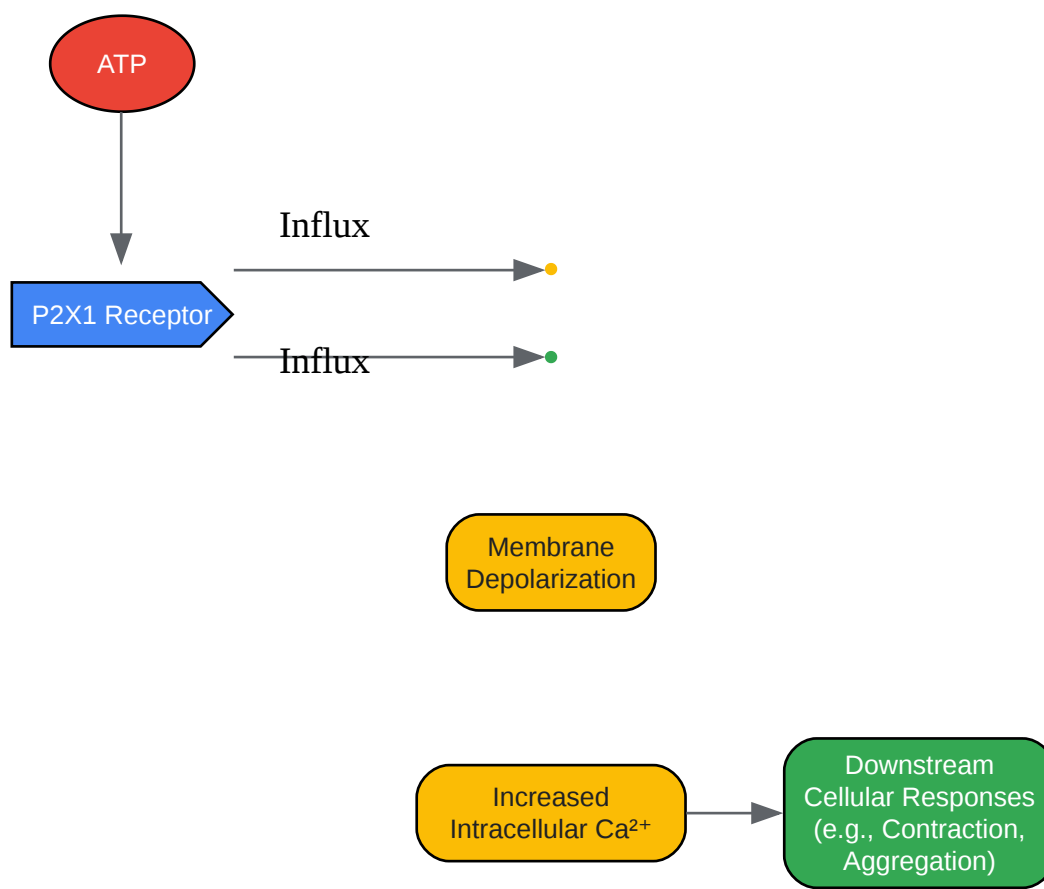 ATP
Influx
P2X1 Receptor
Influx
Membrane
Depolarization
Increased
Intracellular Ca²⁺
Downstream
Cellular Responses
(e.g., Contraction,
Aggregation)